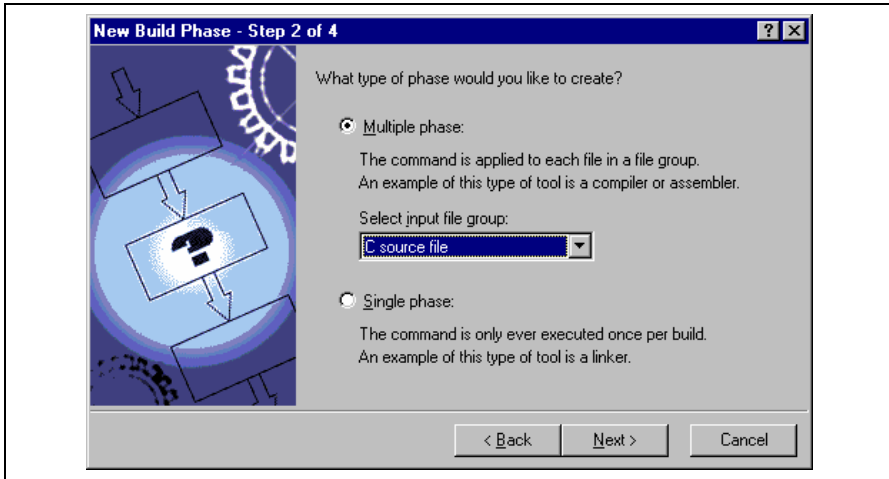 New Build Phase - Step 2 of 4
What type of phase would you like to create?
Multiple phase:
The command is applied to each file in a file group.
An example of this type of tool is a compiler or assembler.
Select input file group:
C source file
Single phase:
The command is only ever executed once per build.
An example of this type of tool is a linker.
< Back
Next >
Cancel